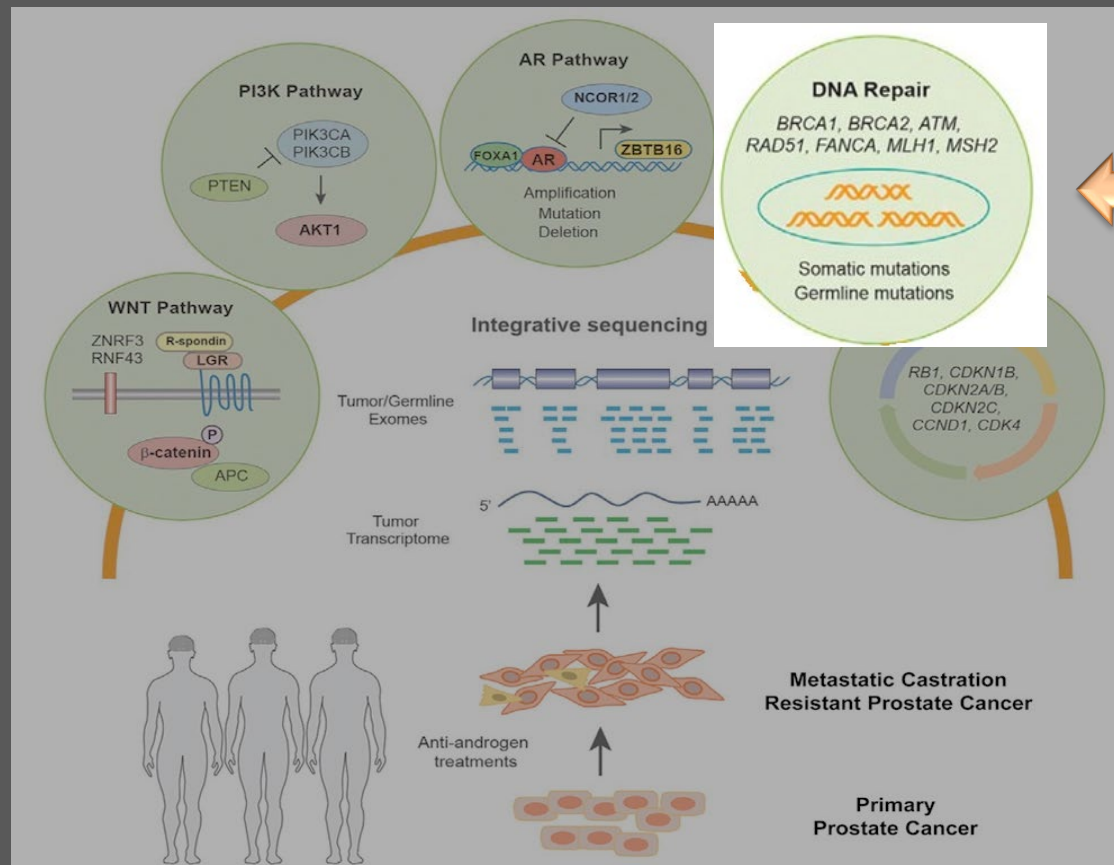 PI3K Pathway
PIK3CA
PIK3CB
PTEN
AKT1
AR Pathway
NCOR1/2
FOXA1
AR
ZBTB16
Amplification
Mutation
Deletion
DNA Repair
BRCA1, BRCA2, ATM,
RAD51, FANCA, MLH1, MSH2
Somatic mutations
Germline mutations
WNT Pathway
ZNRF3
RNF43
R-spondin
LGR
P
β-catenin
APC
Integrative sequencing
Tumor/Germline
Exomes
RB1, CDKN1B,
CDKN2A/B,
CDKN2C,
CCND1, CDK4
5'
AAAAA
Tumor
Transcriptome
Metastatic Castration
Resistant Prostate Cancer
Anti-androgen
treatments
Primary
Prostate Cancer